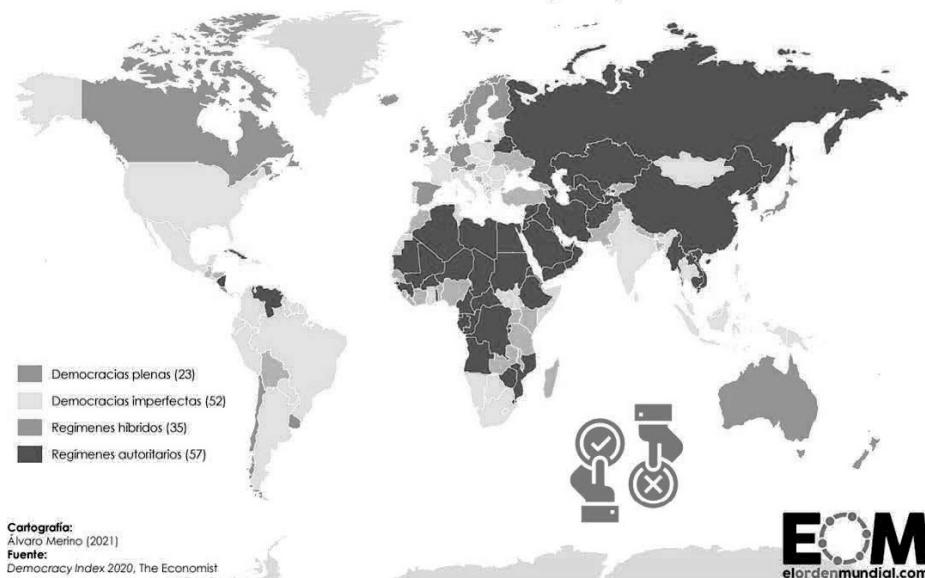 Democracias plenas (23)
Democracias imperfectas (52)
Regímenes híbridos (35)
Regímenes autoritarios (57)
Cartografía:
Álvaro Merino (2021)
Fuente:
Democracy Index 2020, The Economist
EOM
elordenmundial.com